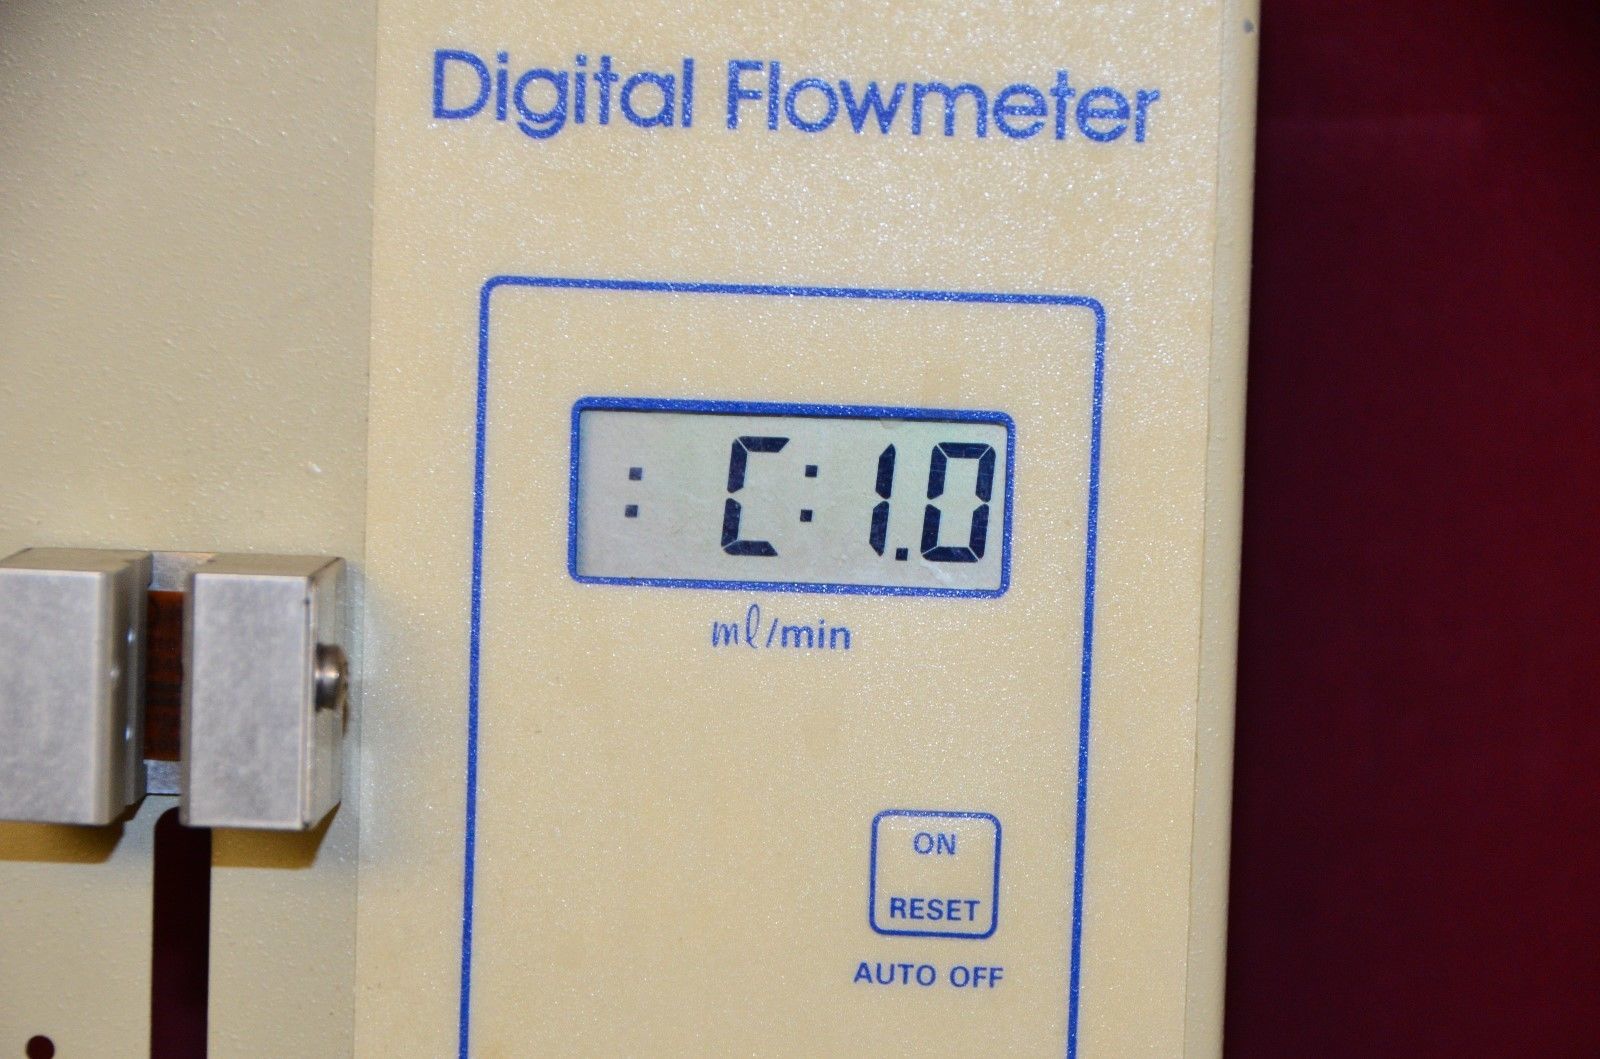 Digital Flowmeter
: C:1.0
ml/min
ON
RESET
AUTO OFF